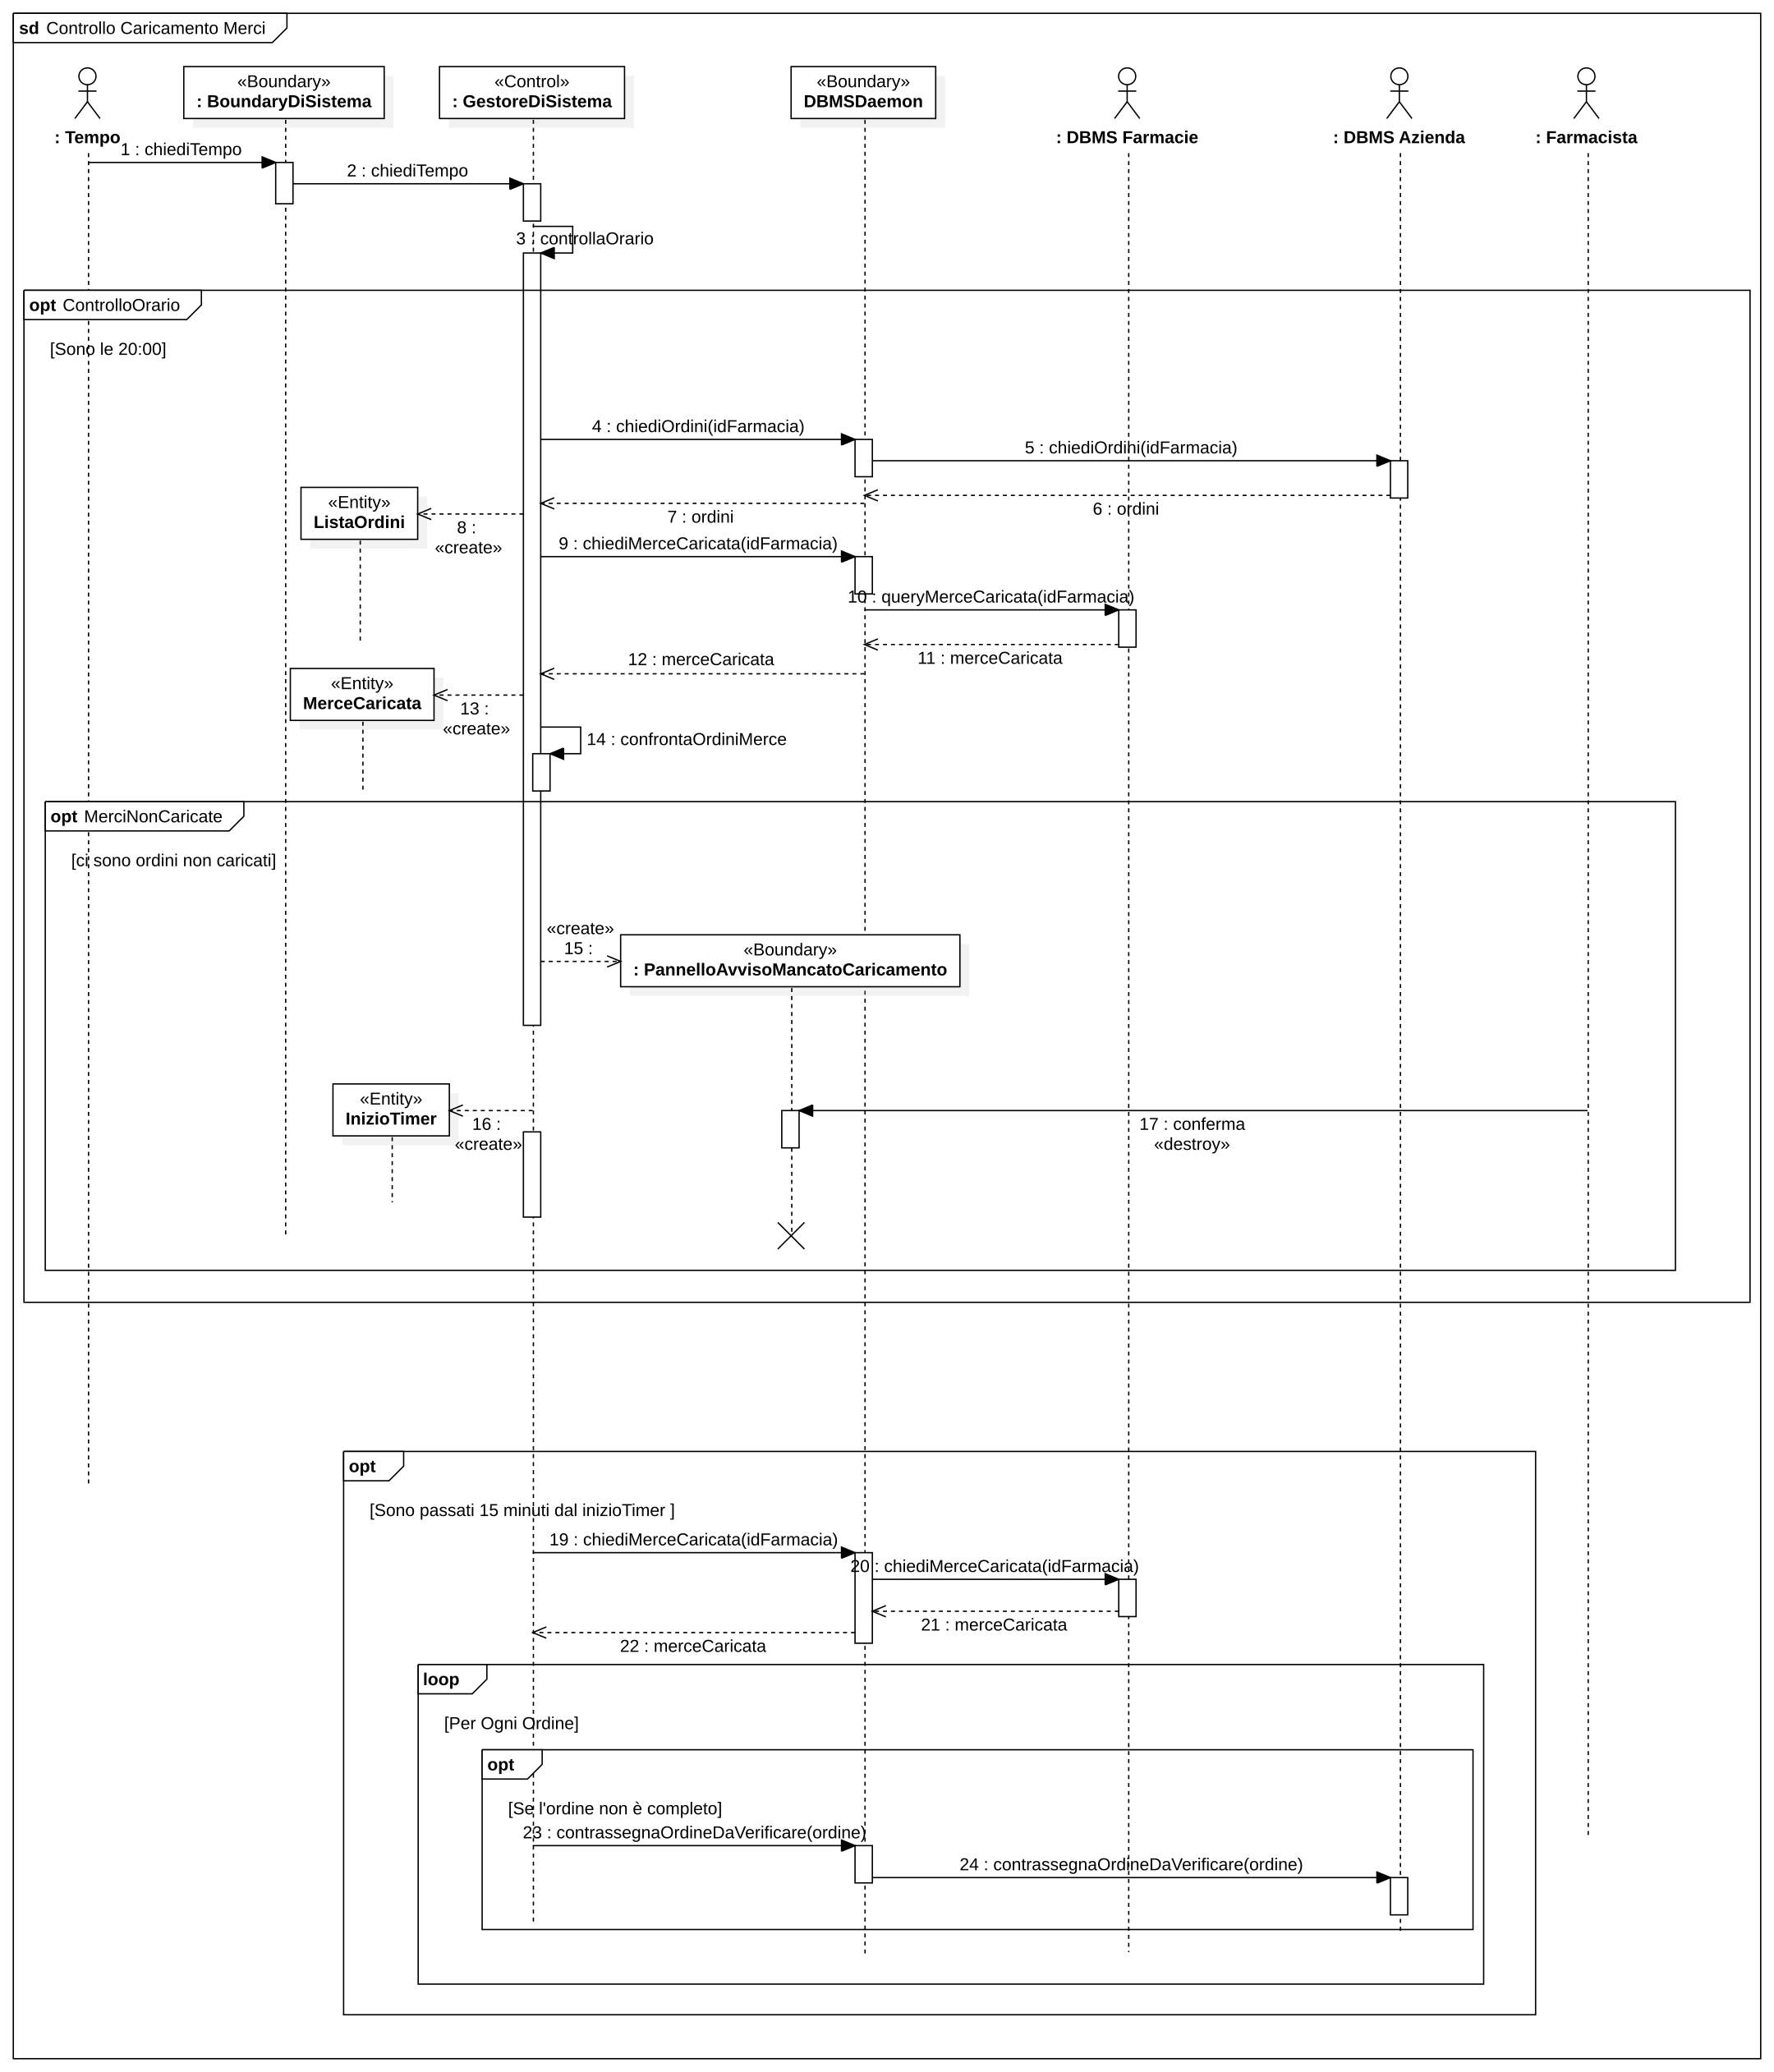 sd Controllo Caricamento Merci
«Boundary»
: BoundaryDiSistema
«Control»
: GestoreDiSistema
«Boundary»
DBMSDaemon
: Tempo
: DBMS Farmacie
: DBMS Azienda
: Farmacista
1 : chiediTempo
2 : chiediTempo
3 : controllaOrario
opt ControlloOrario
[Sono le 20:00]
4 : chiediOrdini(idFarmacia)
5 : chiediOrdini(idFarmacia)
«Entity»
ListaOrdini
6 : ordini
7 : ordini
8 :
«create»
9 : chiediMerceCaricata(idFarmacia)
10 : queryMerceCaricata(idFarmacia)
11 : merceCaricata
12 : merceCaricata
«Entity»
MerceCaricata
13 :
«create»
14 : confrontaOrdiniMerce
opt MerciNonCaricate
[ci sono ordini non caricati]
«create»
15 :
«Boundary»
: PannelloAvvisoMancatoCaricamento
«Entity»
InizioTimer
16 :
«create»
17 : conferma
«destroy»
opt
[Sono passati 15 minuti dal inizioTimer ]
19 : chiediMerceCaricata(idFarmacia)
20 : chiediMerceCaricata(idFarmacia)
21 : merceCaricata
22 : merceCaricata
loop
[Per Ogni Ordine]
opt
[Se l'ordine non è completo]
23 : contrassegnaOrdineDaVerificare(ordine)
24 : contrassegnaOrdineDaVerificare(ordine)